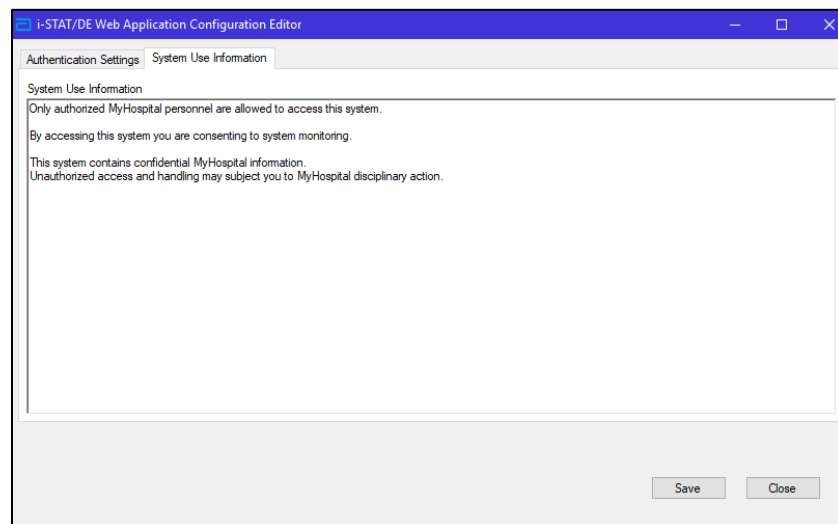 i-STAT/DE Web Application Configuration Editor
Authentication Settings
System Use Information
System Use Information
Only authorized MyHospital personnel are allowed to access this system.
By accessing this system you are consenting to system monitoring.
This system contains confidential MyHospital information.
Unauthorized access and handling may subject you to MyHospital disciplinary action.
Save
Close